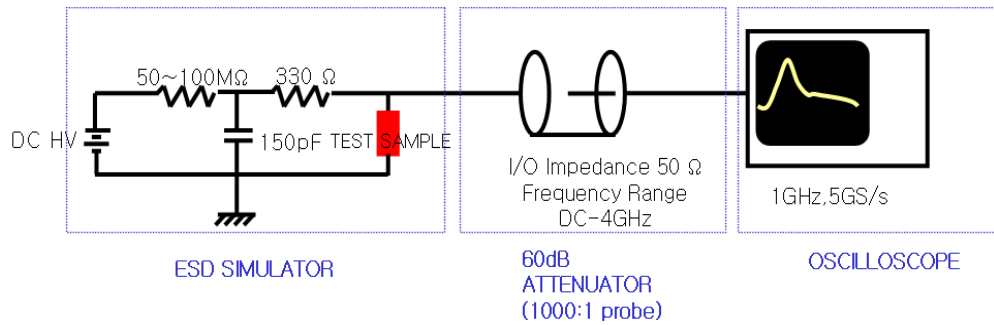 50~100MΩ
330 Ω
DC HV
150pF
TEST SAMPLE
ESD SIMULATOR
I/O Impedance 50 Ω
Frequency Range
DC-4GHz
60dB
ATTENUATOR
(1000:1 probe)
1GHz,5GS/s
OSCILLOSCOPE